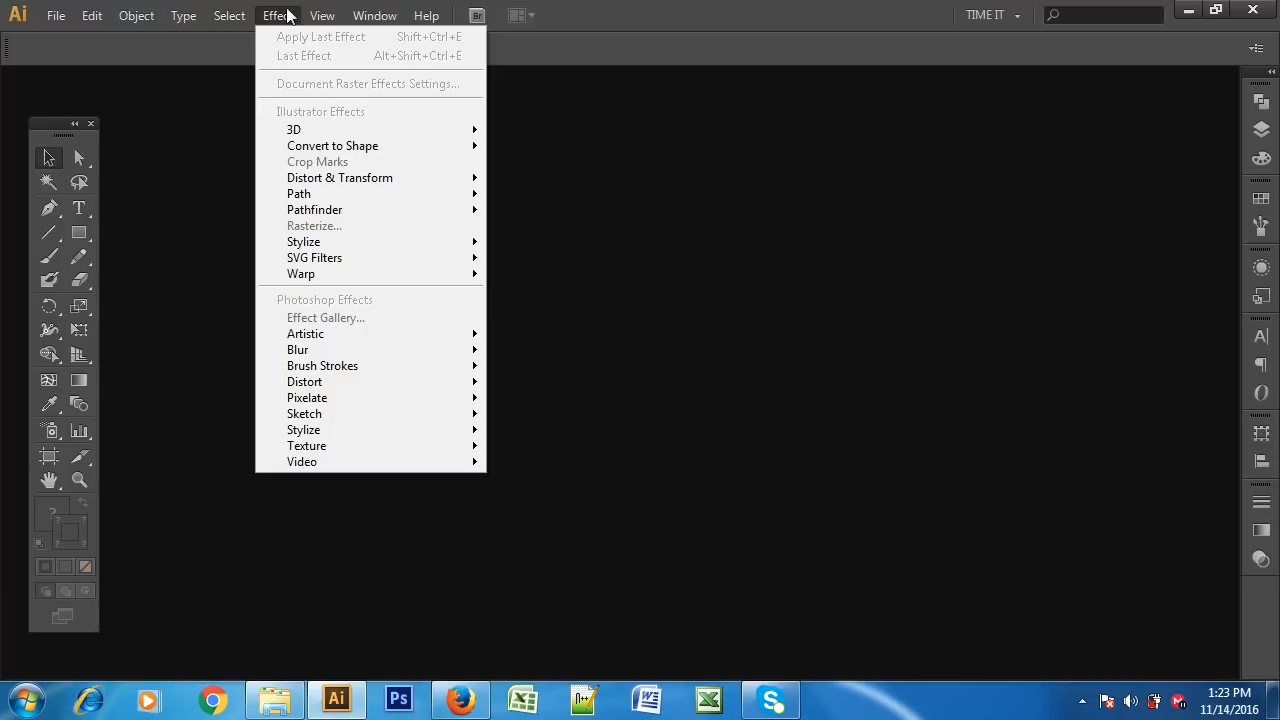 Ai File Edit Object Type Select Effect View Window Help Br TIME IT
Apply Last Effect Shift+Ctrl+E
Last Effect Alt+Shift+Ctrl+E
Document Raster Effects Settings...
Illustrator Effects
3D
Convert to Shape
Crop Marks
Distort & Transform
Path
Pathfinder
Rasterize...
Stylize
SVG Filters
Warp
Photoshop Effects
Effect Gallery...
Artistic
Blur
Brush Strokes
Distort
Pixelate
Sketch
Stylize
Texture
Video
Ai Ps
1:23 PM
11/14/2016